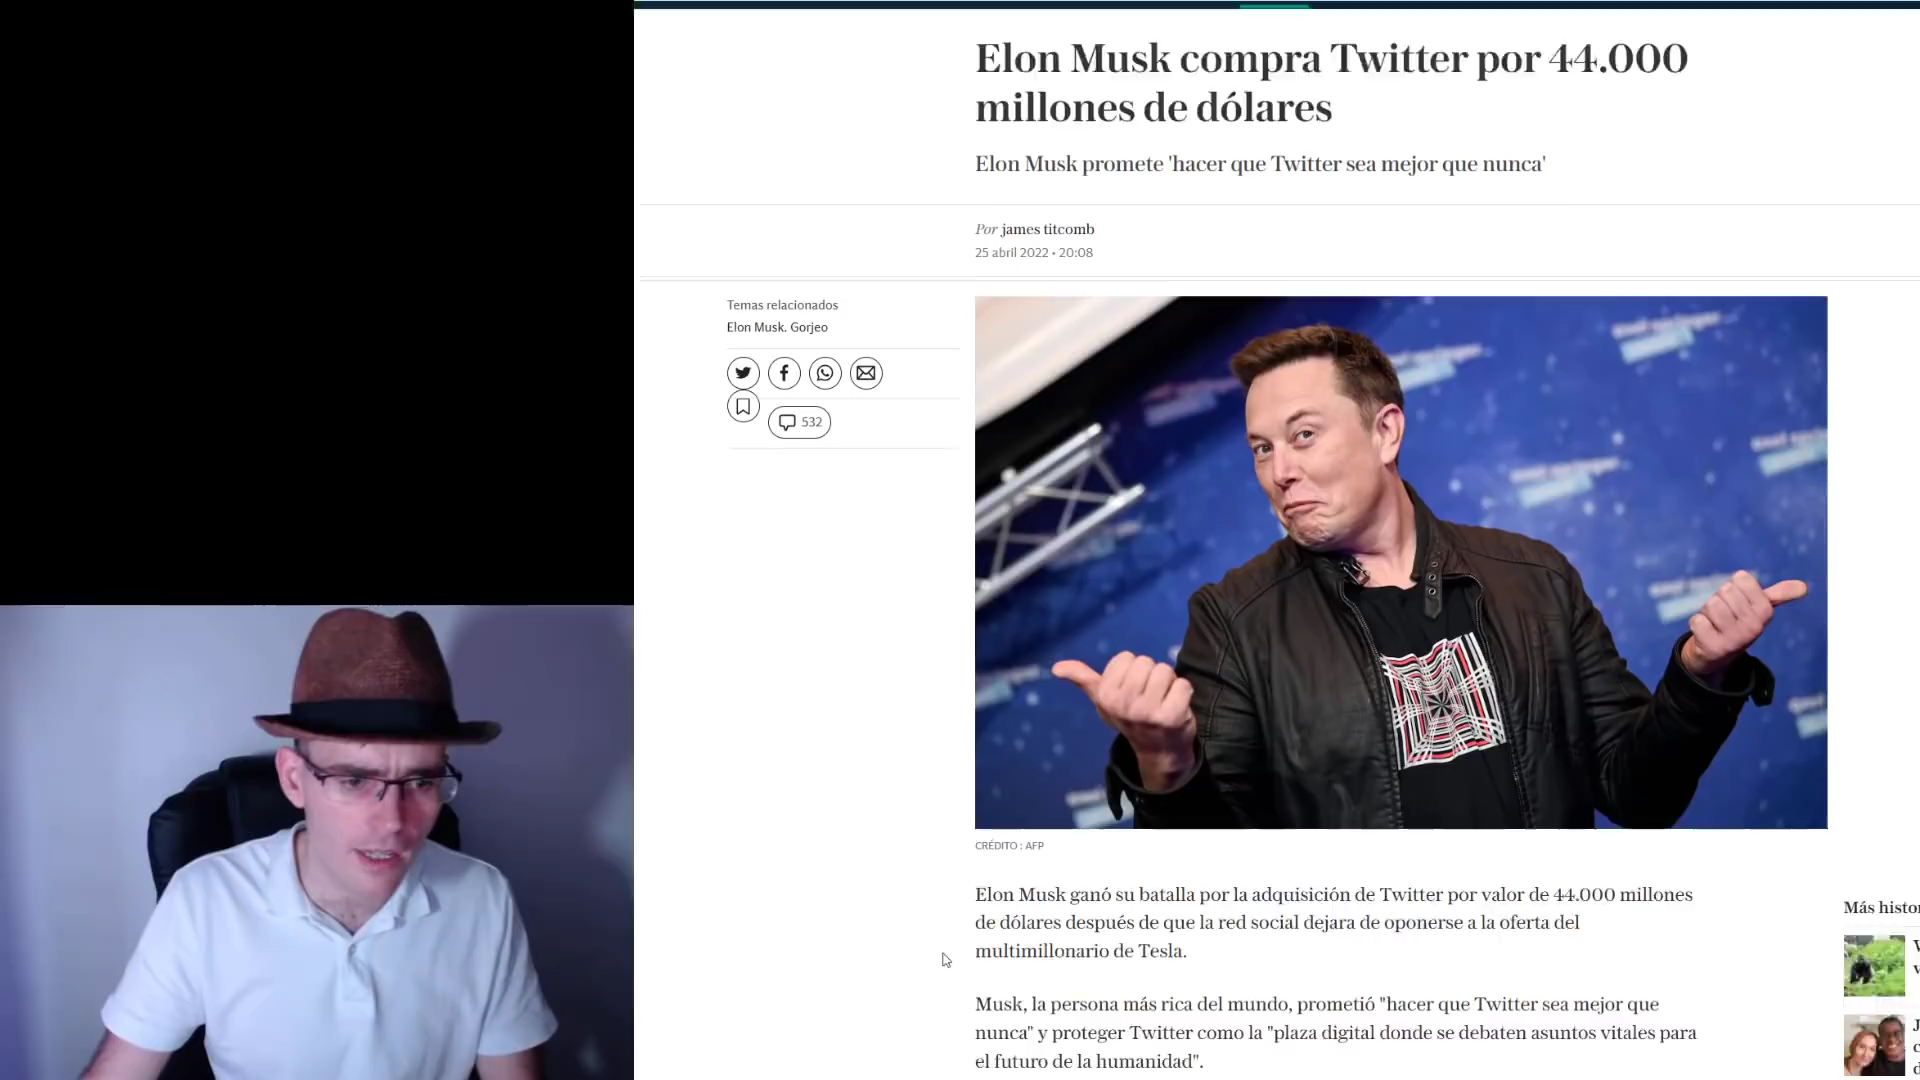 Elon Musk compra Twitter por 44.000
millones de dólares
Elon Musk promete 'hacer que Twitter sea mejor que nunca'
Por james titcomb
25 abril 2022 • 20:08
Temas relacionados
Elon Musk. Gorjeo
532
CRÉDITO : AFP
Elon Musk ganó su batalla por la adquisición de Twitter por valor de 44.000 millones
de dólares después de que la red social dejara de oponerse a la oferta del
multimillonario de Tesla.
Musk, la persona más rica del mundo, prometió "hacer que Twitter sea mejor que
nunca" y proteger Twitter como la "plaza digital donde se debaten asuntos vitales para
el futuro de la humanidad".
Más histor